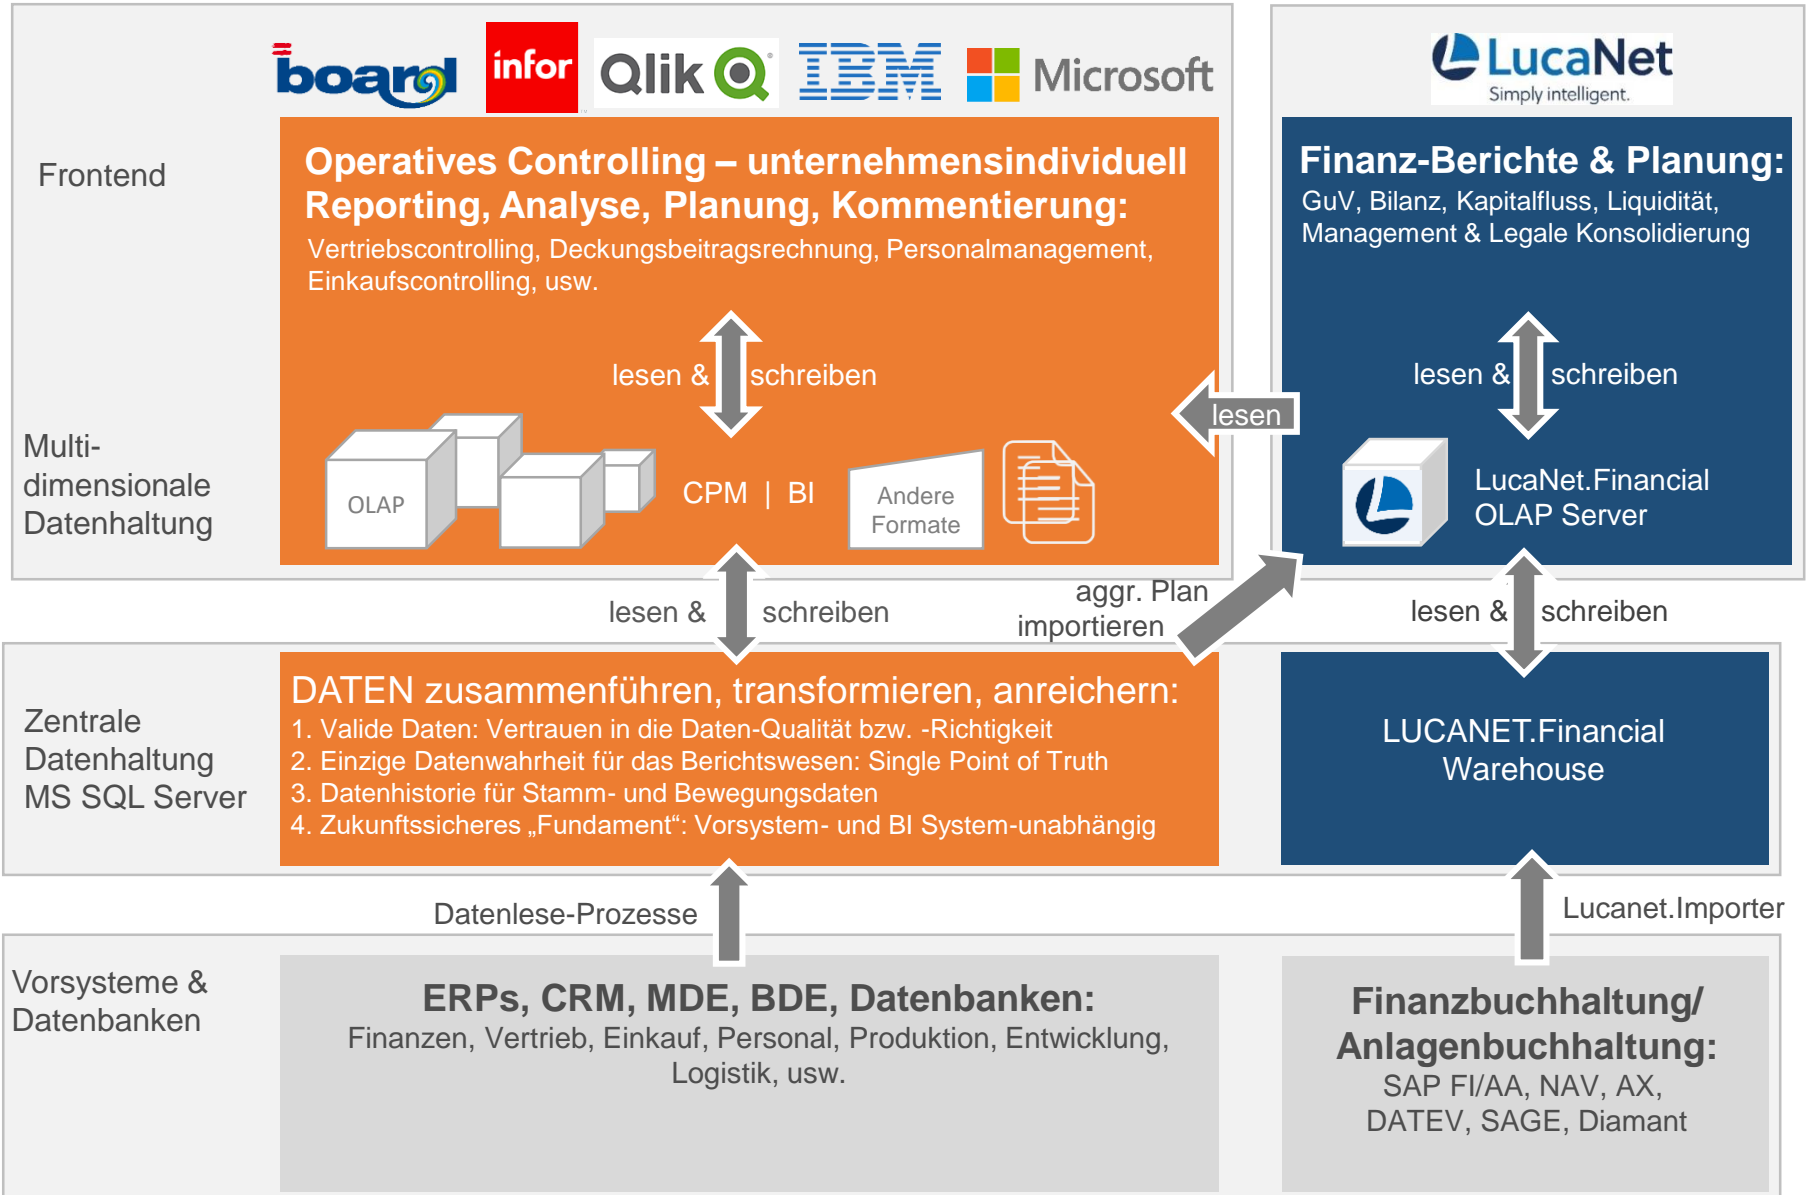 board
infor
Qlik Q
IBM
Microsoft
LucaNet
Simply intelligent.
Frontend
Operatives Controlling – unternehmensindividuell
Reporting, Analyse, Planung, Kommentierung:
Vertriebscontrolling, Deckungsbeitragsrechnung, Personalmanagement,
Einkaufscontrolling, usw.
Finanz-Berichte & Planung:
GuV, Bilanz, Kapitalfluss, Liquidität,
Management & Legale Konsolidierung
lesen & schreiben
lesen
lesen & schreiben
Multi-
dimensionale
Datenhaltung
OLAP
CPM | BI
Andere
Formate
LucaNet.Financial
OLAP Server
lesen & schreiben
aggr. Plan
importieren
lesen & schreiben
Zentrale
Datenhaltung
MS SQL Server
DATEN zusammenführen, transformieren, anreichern:
1. Valide Daten: Vertrauen in die Daten-Qualität bzw. -Richtigkeit
2. Einzige Datenwahrheit für das Berichtswesen: Single Point of Truth
3. Datenhistorie für Stamm- und Bewegungsdaten
4. Zukunftssicheres „Fundament“: Vorsystem- und BI System-unabhängig
LUCANET.Financial
Warehouse
Datenlese-Prozesse
Lucanet.Importer
Vorsysteme &
Datenbanken
ERPs, CRM, MDE, BDE, Datenbanken:
Finanzen, Vertrieb, Einkauf, Personal, Produktion, Entwicklung,
Logistik, usw.
Finanzbuchhaltung/
Anlagenbuchhaltung:
SAP FI/AA, NAV, AX,
DATEV, SAGE, Diamant